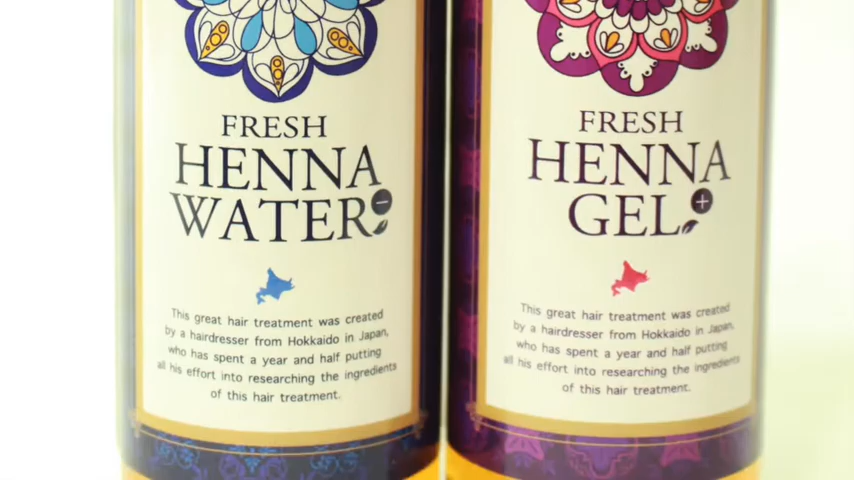 FRESH
HENNA
WATER
This great hair treatment was created
by a hairdresser from Hokkaido in Japan,
who has spent a year and half putting
all his effort into researching the ingredients
of this hair treatment.
FRESH
HENNA
GEL
This great hair treatment was created
by a hairdresser from Hokkaido in Japan,
who has spent a year and half putting
all his effort into researching the ingredients
of this hair treatment.